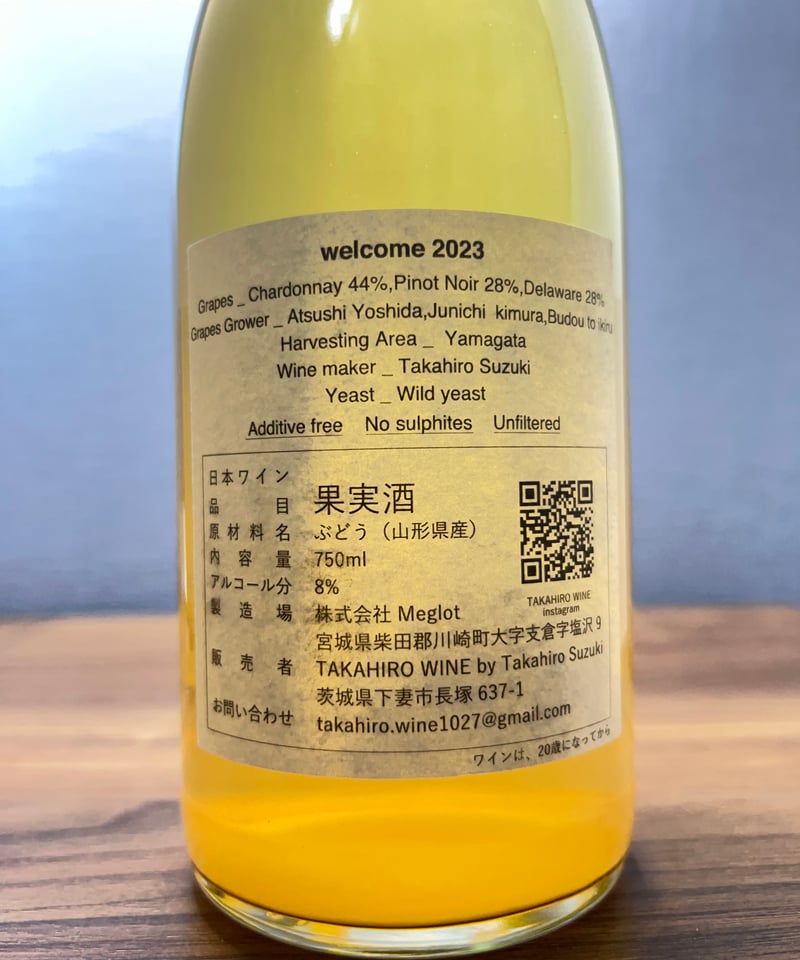 welcome 2023
Grapes _ Chardonnay 44%,Pinot Noir 28%,Delaware 28%
Grapes Grower _ Atsushi Yoshida,Junichi kimura,Budou to ikiru
Harvesting Area _ Yamagata
Wine maker _ Takahiro Suzuki
Yeast _ Wild yeast
Additive free No sulphites Unfiltered
日本ワイン
品目 果実酒
原材料名 ぶどう（山形県産）
内容量 750ml
アルコール分 8%
製造場 株式会社 Meglot
宮城県柴田郡川崎町大字支倉字塩沢 9
販売者 TAKAHIRO WINE by Takahiro Suzuki
茨城県下妻市長塚 637-1
お問い合わせ takahiro.wine1027@gmail.com
TAKAHIRO WINE
instagram
ワインは、20歳になってから